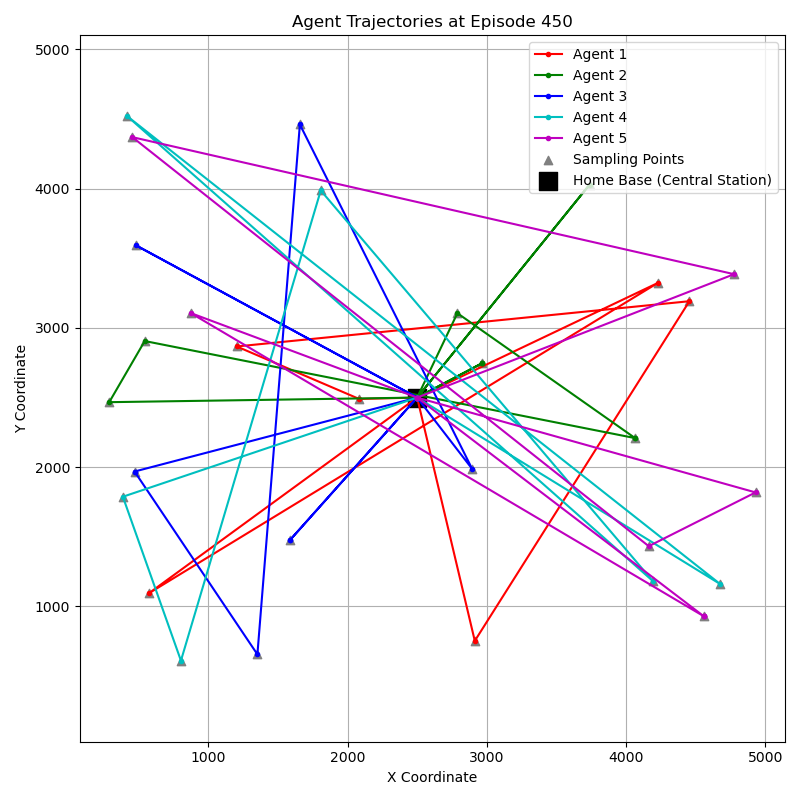 Agent Trajectories at Episode 450
Agent 1
Agent 2
Agent 3
Agent 4
Agent 5
Sampling Points
Home Base (Central Station)
Y Coordinate
5000
4000
3000
2000
1000
1000
2000
3000
4000
5000
X Coordinate